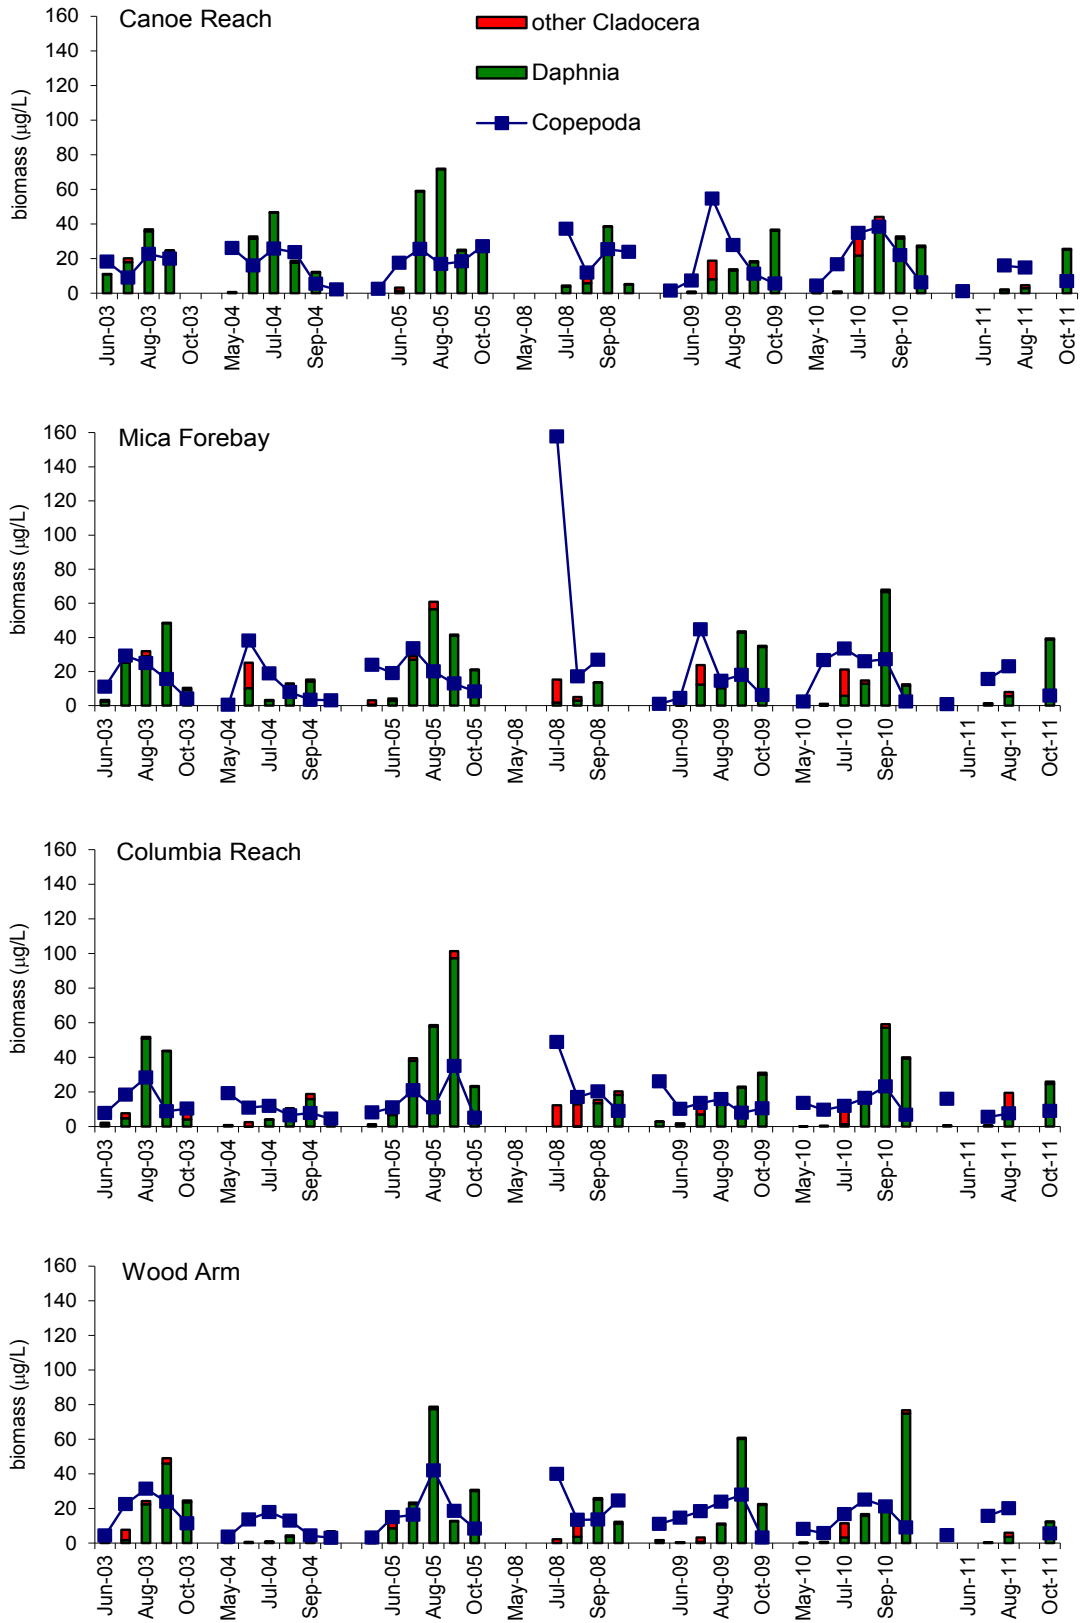 Canoe Reach
other Cladocera
Daphnia
Copepoda
biomass (µg/L)
160
140
120
100
80
60
40
20
0
Jun-03
Aug-03
Oct-03
May-04
Jul-04
Sep-04
Jun-05
Aug-05
Oct-05
May-08
Jul-08
Sep-08
Jun-09
Aug-09
Oct-09
May-10
Jul-10
Sep-10
Jun-11
Aug-11
Oct-11
Mica Forebay
biomass (µg/L)
160
140
120
100
80
60
40
20
0
Jun-03
Aug-03
Oct-03
May-04
Jul-04
Sep-04
Jun-05
Aug-05
Oct-05
May-08
Jul-08
Sep-08
Jun-09
Aug-09
Oct-09
May-10
Jul-10
Sep-10
Jun-11
Aug-11
Oct-11
Columbia Reach
biomass (µg/L)
160
140
120
100
80
60
40
20
0
Jun-03
Aug-03
Oct-03
May-04
Jul-04
Sep-04
Jun-05
Aug-05
Oct-05
May-08
Jul-08
Sep-08
Jun-09
Aug-09
Oct-09
May-10
Jul-10
Sep-10
Jun-11
Aug-11
Oct-11
Wood Arm
biomass (µg/L)
160
140
120
100
80
60
40
20
0
Jun-03
Aug-03
Oct-03
May-04
Jul-04
Sep-04
Jun-05
Aug-05
Oct-05
May-08
Jul-08
Sep-08
Jun-09
Aug-09
Oct-09
May-10
Jul-10
Sep-10
Jun-11
Aug-11
Oct-11